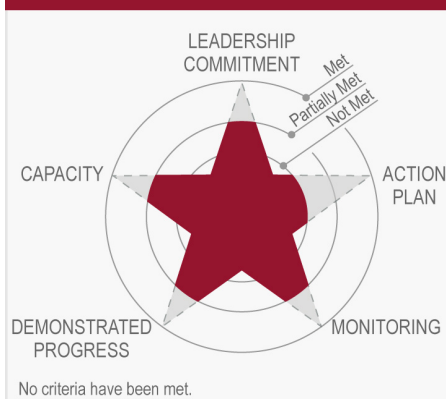 LEADERSHIP
COMMITMENT
Met
Partially Met
Not Met
CAPACITY
ACTION
PLAN
DEMONSTRATED
PROGRESS
MONITORING
No criteria have been met.